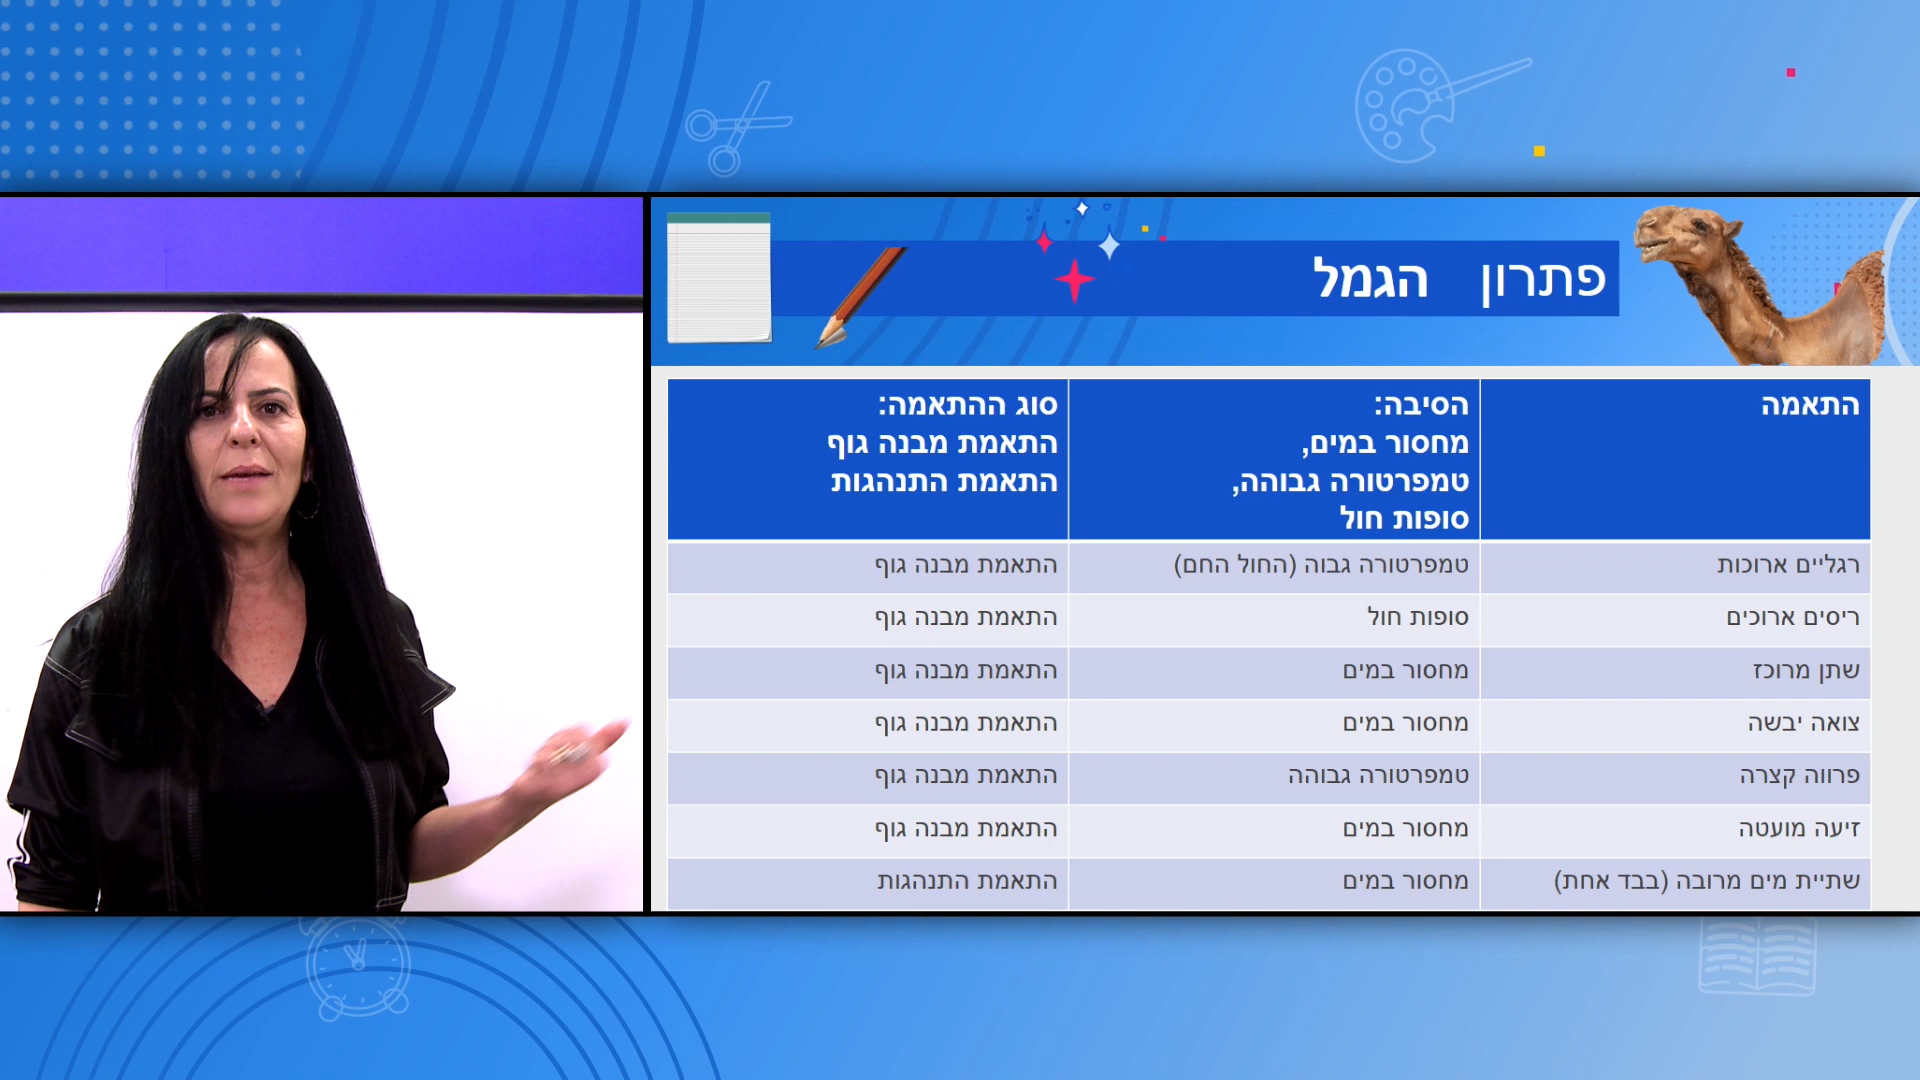 פתרון הגמל
התאמה
הסיבה:
מחסור במים,
טמפרטורה גבוהה,
סופות חול
סוג ההתאמה:
התאמת מבנה גוף
התאמת התנהגות
רגליים ארוכות
טמפרטורה גבוה (החול החם)
התאמת מבנה גוף
ריסים ארוכים
סופות חול
התאמת מבנה גוף
שתן מרוכז
מחסור במים
התאמת מבנה גוף
צואה יבשה
מחסור במים
התאמת מבנה גוף
פרווה קצרה
טמפרטורה גבוהה
התאמת מבנה גוף
זיעה מועטה
מחסור במים
התאמת מבנה גוף
שתיית מים מרובה (בבד אחת)
מחסור במים
התאמת התנהגות